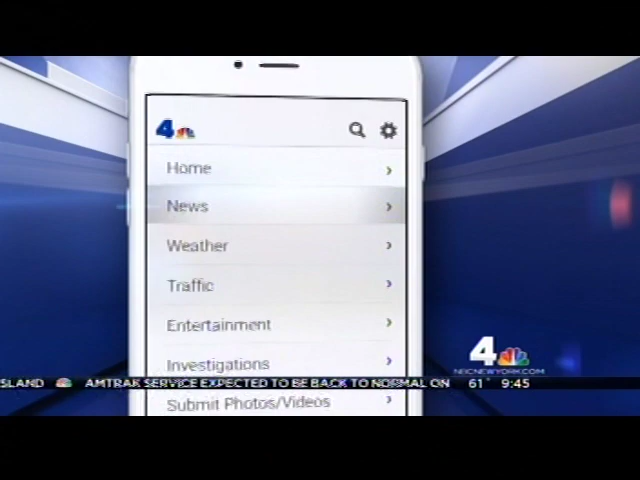 4
Home
News
Weather
Traffic
Entertainment
Investigations
Submit Photos/Videos
4
NBCNEWYORK.COM
SLAND AMTRAK SERVICE EXPECTED TO BE BACK TO NORMAL ON 61° 9:45